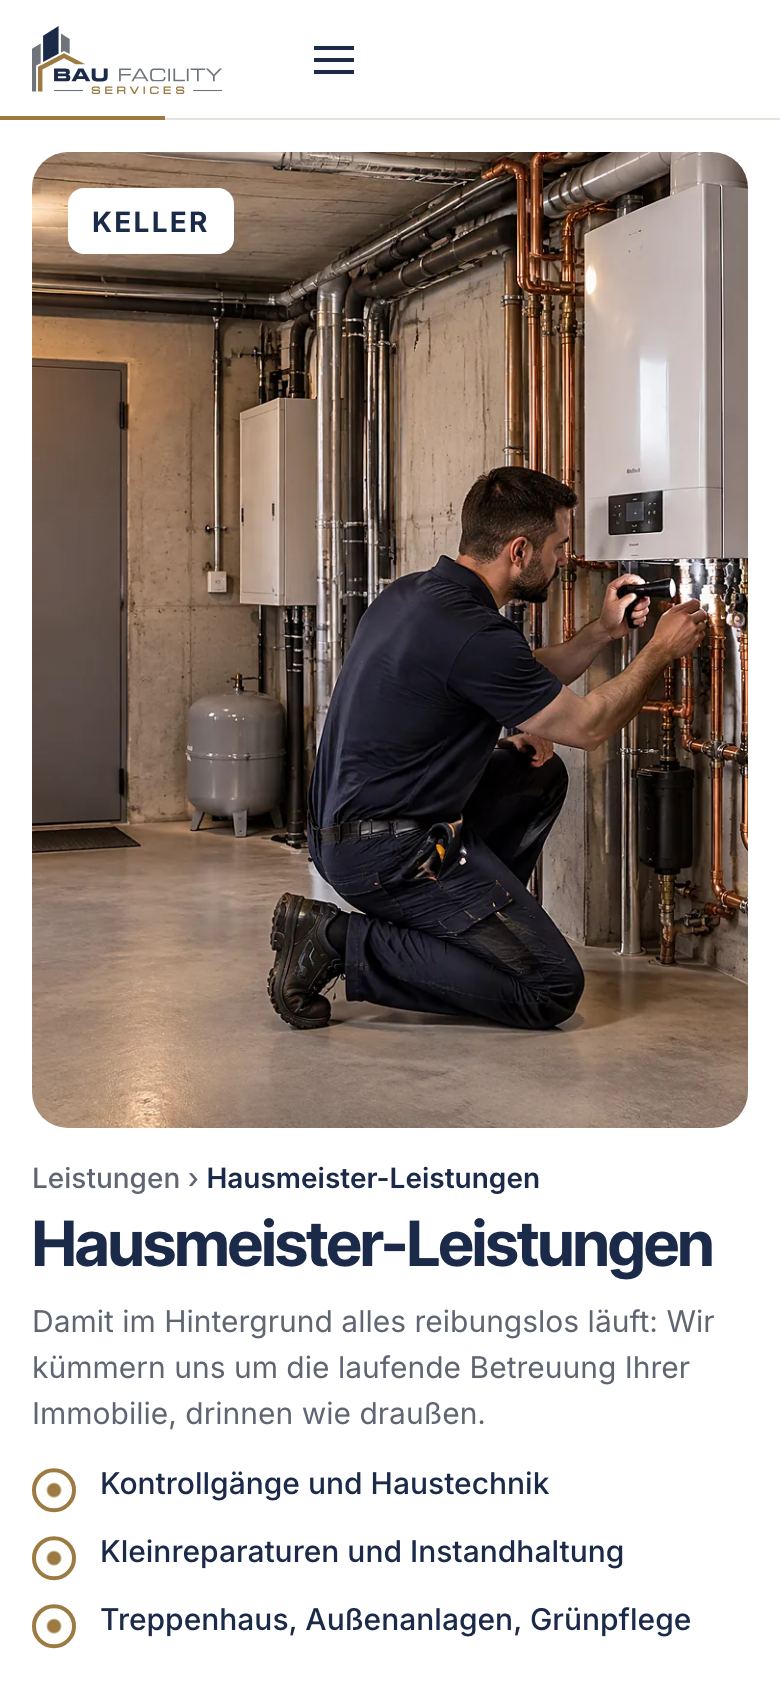 BAU FACILITY
SERVICES
KELLER
Leistungen › Hausmeister-Leistungen
Hausmeister-Leistungen
Damit im Hintergrund alles reibungslos läuft: Wir
kümmern uns um die laufende Betreuung Ihrer
Immobilie, drinnen wie draußen.
Kontrollgänge und Haustechnik
Kleinreparaturen und Instandhaltung
Treppenhaus, Außenanlagen, Grünpflege